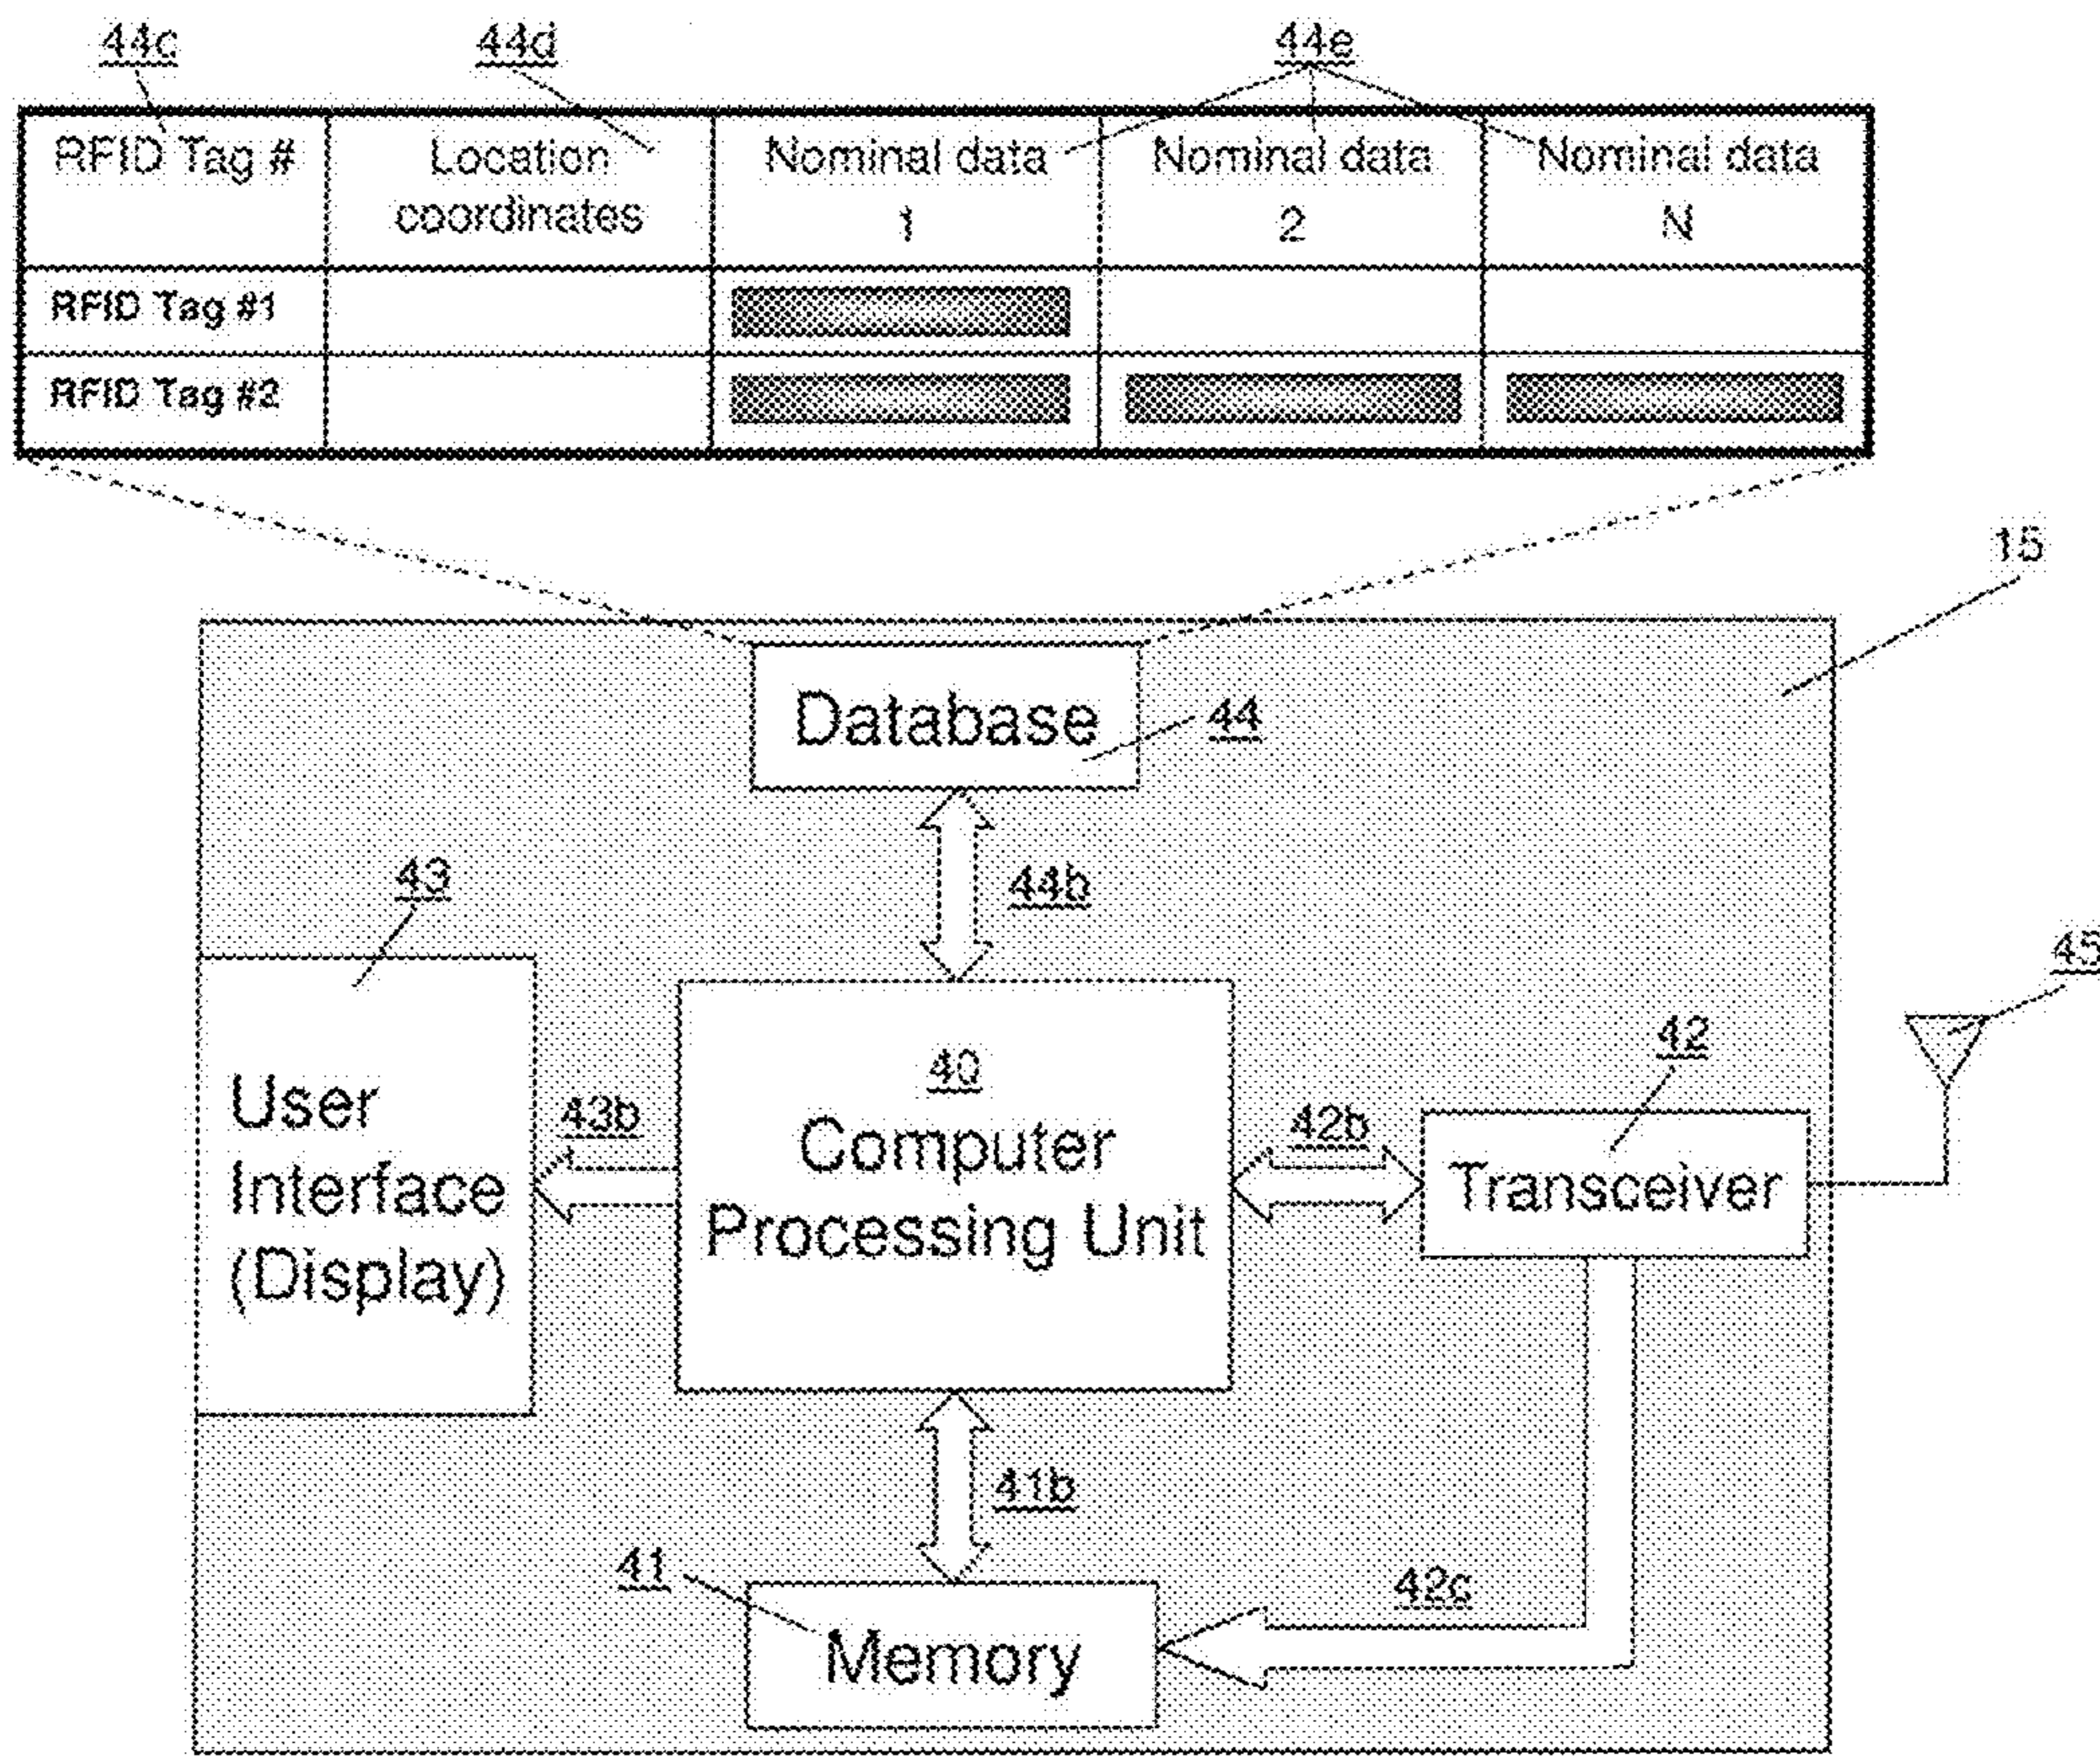 44c 44d 44e
RFID Tag # Location coordinates Nominal data 1 Nominal data 2 Nominal data N
RFID Tag #1
RFID Tag #2
15
Database 44
44b
43
45
42
40
User
Interface
(Display)
43b
Computer
Processing Unit
42b
Transceiver
41b
41
42c
Memory